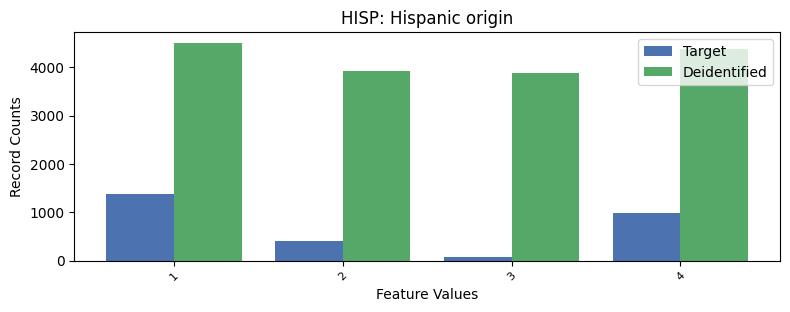 HISP: Hispanic origin
Target
Deidentified
Record Counts
4000
3000
2000
1000
0
1
2
3
4
Feature Values